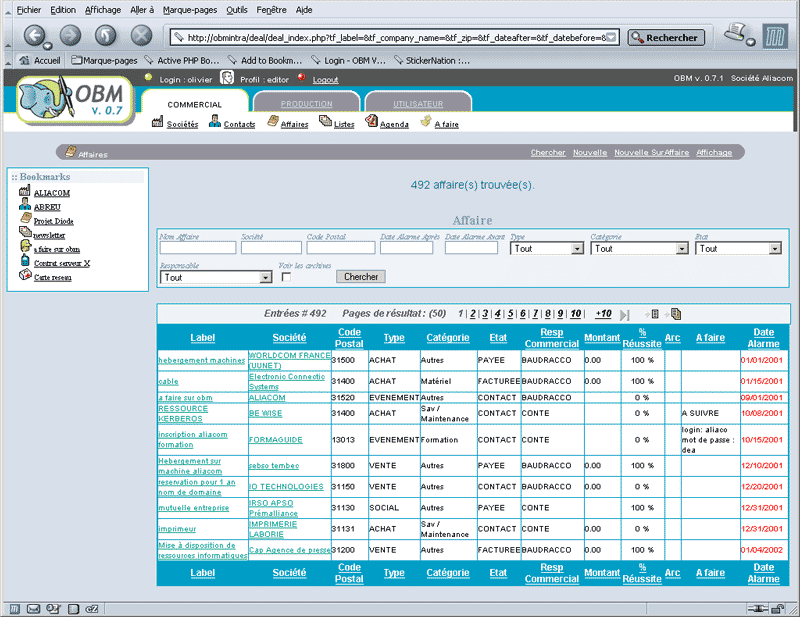 Fichier Edition Affichage Aller à Marque-pages Outils Fenêtre Aide
http://obmintra/deal/deal_index.php?tf_label=&tf_company_name=&tf_zip=&tf_dateafter=&tf_datebefore=& Rechercher
Accueil Marque-pages Active PHP Bo... Add to Bookm... Login - OBM V... StickerNation :...
Login : olivier Profil : editor Logout OBM v. 0.7.1 Société Aliacom
OBM v. 0.7
COMMERCIAL PRODUCTION UTILISATEUR
Sociétés Contacts Affaires Listes Agenda A faire
Affaires Chercher Nouvelle Nouvelle SurAffaire Affichage
:: Bookmarks
ALIACOM
ABREU
Projet Diode
newsletter
a faire sur obm
Contrat serveur X
Carte reseau
492 affaire(s) trouvée(s).
Affaire
Nom Affaire Société Code Postal Date Alarme Après Date Alarme Avant Type Catégorie Etat
Tout Tout Tout
Responsable Voir les archives
Tout Chercher
Entrées # 492 Pages de résultat : (50) 1 | 2 | 3 | 4 | 5 | 6 | 7 | 8 | 9 | 10 | +10
Label Société Code Postal Type Catégorie Etat Resp Commercial Montant % Réussite Arc A faire Date Alarme
hebergement machines WORLDCOM FRANCE (UUNET) 31500 ACHAT Autres PAYEE BAUDRACCO 0.00 100 % 01/01/2001
cable Electronic Connectic Systems 31400 ACHAT Matériel FACTUREE BAUDRACCO 0.00 100 % 01/15/2001
a faire sur obm ALIACOM 31520 EVENEMENT Autres CONTACT BAUDRACCO 0 % 09/01/2001
RESSOURCE KERBEROS BE WISE 31400 ACHAT Sav / Maintenance CONTACT CONTE 0 % A SUIVRE 10/08/2001
inscription aliacom formation FORMAGUIDE 13013 EVENEMENT Formation CONTACT CONTE 0 % login: aliaco mot de passe : dea 10/15/2001
Hebergement sur machine aliacom sebso tembec 31800 VENTE Autres PAYEE BAUDRACCO 0.00 100 % 12/10/2001
reservation pour 1 an nom de domaine IO TECHNOLOGIES 31150 VENTE Autres CONTACT BAUDRACCO 0.00 0 % 12/20/2001
mutuelle entreprise IRSO APSO Prémalliance 31130 SOCIAL Autres PAYEE CONTE 100 % 12/31/2001
imprimeur IMPRIMERIE LABORIE 31131 ACHAT Sav / Maintenance CONTACT CONTE 0.00 0 % 12/31/2001
Mise à disposition de ressources informatiques Cap Agence de presse 31200 VENTE Autres FACTUREE BAUDRACCO 0.00 100 % 01/04/2002
Label Société Code Postal Type Catégorie Etat Resp Commercial Montant % Réussite Arc A faire Date Alarme